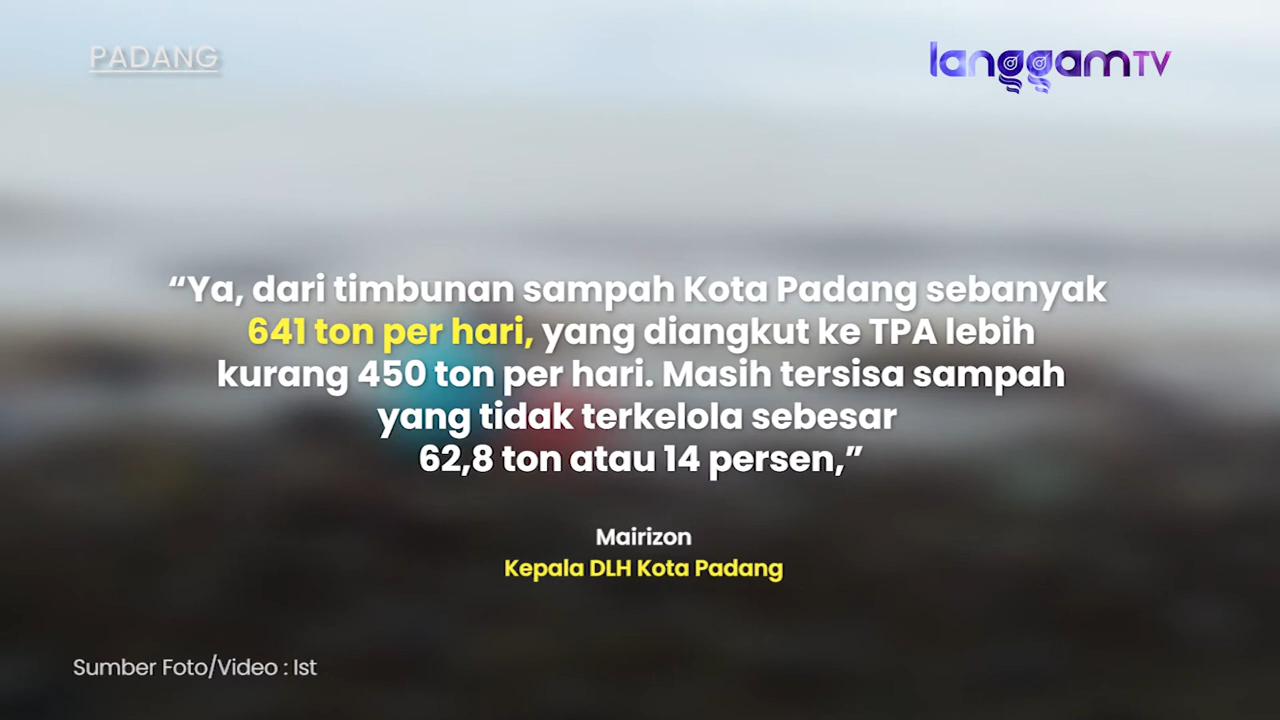 PADANG
langgamTV
“Ya, dari timbunan sampah Kota Padang sebanyak
641 ton per hari, yang diangkut ke TPA lebih
kurang 450 ton per hari. Masih tersisa sampah
yang tidak terkelola sebesar
62,8 ton atau 14 persen,”
Mairizon
Kepala DLH Kota Padang
Sumber Foto/Video : Ist